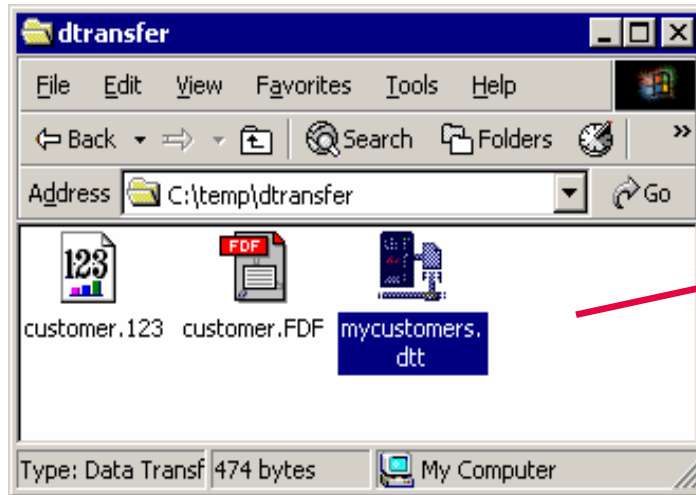 dtransfer
File Edit View Favorites Tools Help
Back Search Folders »
Address C:\temp\dtransfer Go
123 FDF
customer.123 customer.FDF mycustomers.
dtt
Type: Data Transf 474 bytes My Computer